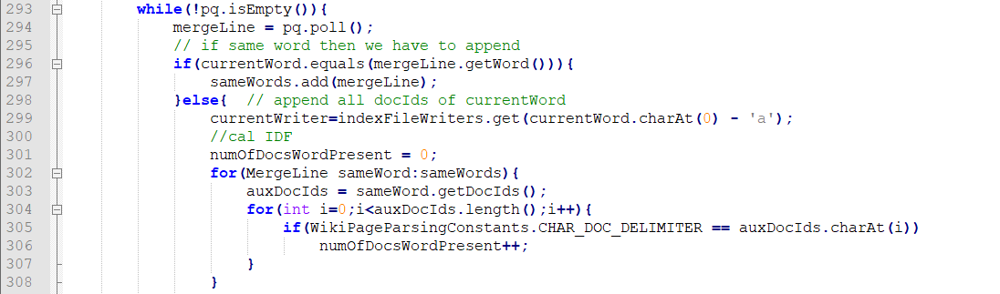 293 while(!pq.isEmpty()){
294 mergeLine = pq.poll();
295 // if same word then we have to append
296 if(currentWord.equals(mergeLine.getWord())){
297 sameWords.add(mergeLine);
298 }else{  // append all docIds of currentWord
299 currentWriter=indexFileWriters.get(currentWord.charAt(0) - 'a');
300 //cal IDF
301 numOfDocsWordPresent = 0;
302 for(MergeLine sameWord:sameWords){
303 auxDocIds = sameWord.getDocIds();
304 for(int i=0;i<auxDocIds.length();i++){
305 if(WikiPageParsingConstants.CHAR_DOC_DELIMITER == auxDocIds.charAt(i))
306 numOfDocsWordPresent++;
307 }
308 }